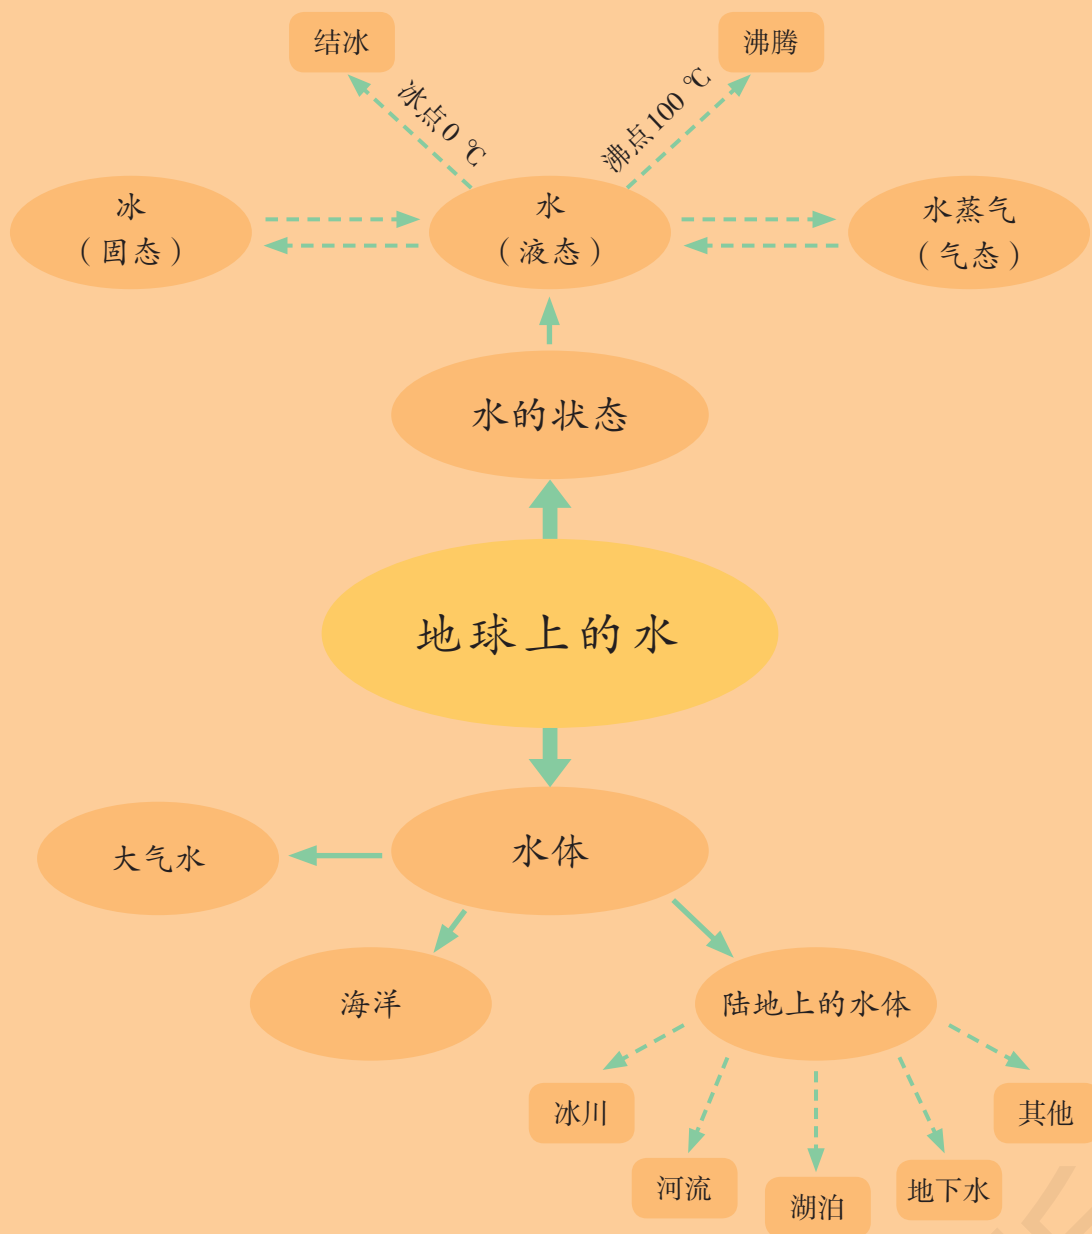 结冰
沸腾
冰点0 ℃
沸点100 ℃
冰
（固态）
水
（液态）
水蒸气
（气态）
水的状态
地球上的水
水体
大气水
海洋
陆地上的水体
冰川
其他
河流
湖泊
地下水